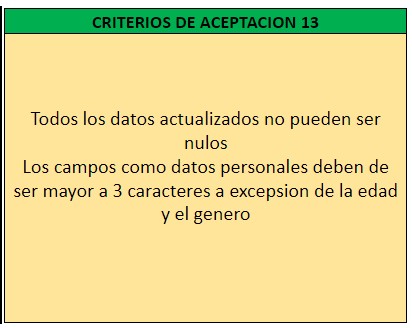 CRITERIOS DE ACEPTACION 13
Todos los datos actualizados no pueden ser
nulos
Los campos como datos personales deben de
ser mayor a 3 caracteres a excepsion de la edad
y el genero